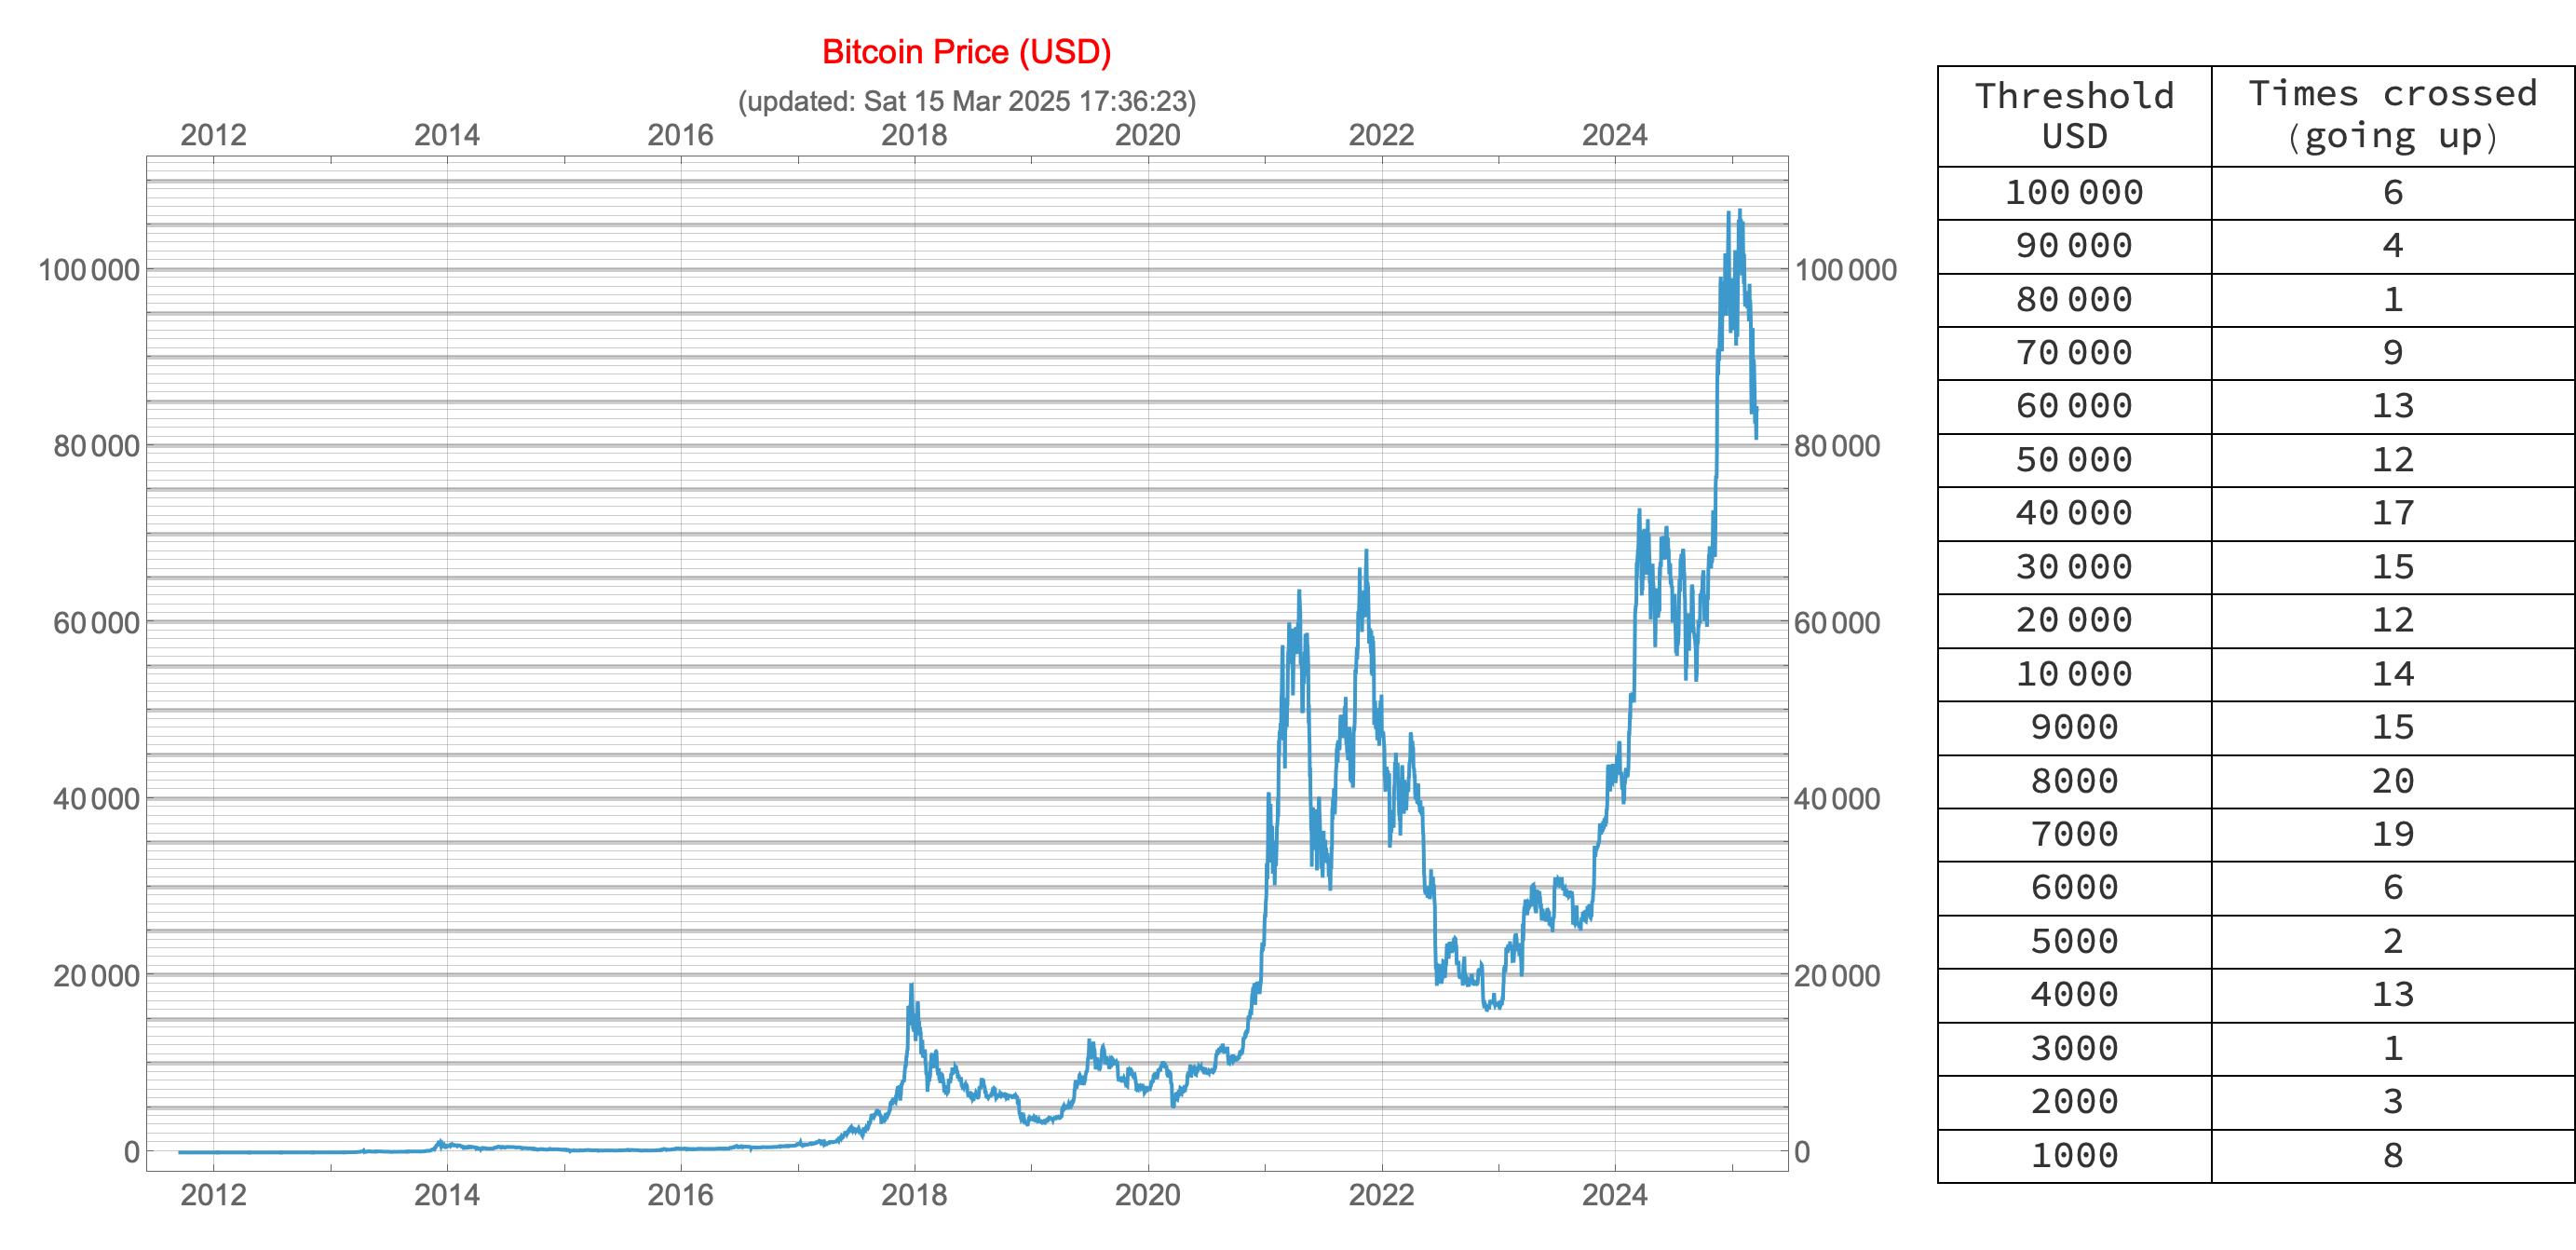 Bitcoin Price (USD)
(updated: Sat 15 Mar 2025 17:36:23)
2012 2014 2016 2018 2020 2022 2024
100 000 100 000
80 000 80 000
60 000 60 000
40 000 40 000
20 000 20 000
0 0
2012 2014 2016 2018 2020 2022 2024
Threshold USD Times crossed (going up)
100 000 6
90 000 4
80 000 1
70 000 9
60 000 13
50 000 12
40 000 17
30 000 15
20 000 12
10 000 14
9000 15
8000 20
7000 19
6000 6
5000 2
4000 13
3000 1
2000 3
1000 8